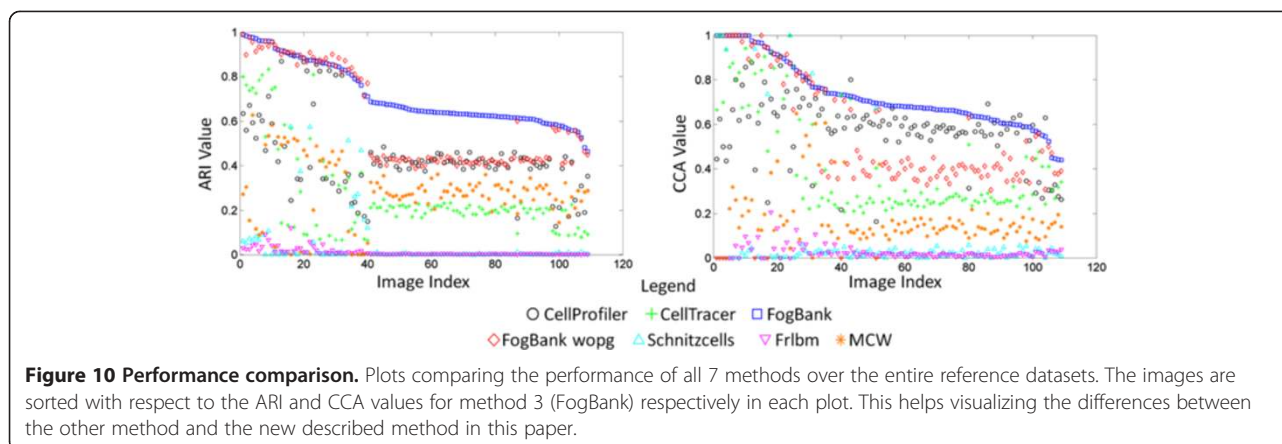 1
0.8
0.6
0.4
0.2
0
ARI Value
0 20 40 60 80 100 120
Image Index
1
0.8
0.6
0.4
0.2
0
CCA Value
0 20 40 60 80 100 120
Image Index
Legend
CellProfiler CellTracer FogBank
FogBank wopg Schnitzcells Frlbm MCW
Figure 10 Performance comparison. Plots comparing the performance of all 7 methods over the entire reference datasets. The images are
sorted with respect to the ARI and CCA values for method 3 (FogBank) respectively in each plot. This helps visualizing the differences between
the other method and the new described method in this paper.